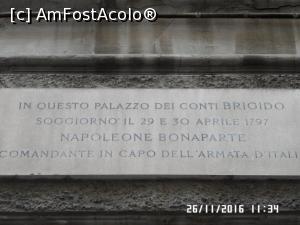 [c] AmFostAcolo®
IN QUESTO PALAZZO DEI CONTI BRIGIDO
SOGGIORNO' IL 29 E 30 APRILE 1797
NAPOLEONE BONAPARTE
COMANDANTE IN CAPO DELL'ARMATA D'ITALI
26/11/2016 11:34